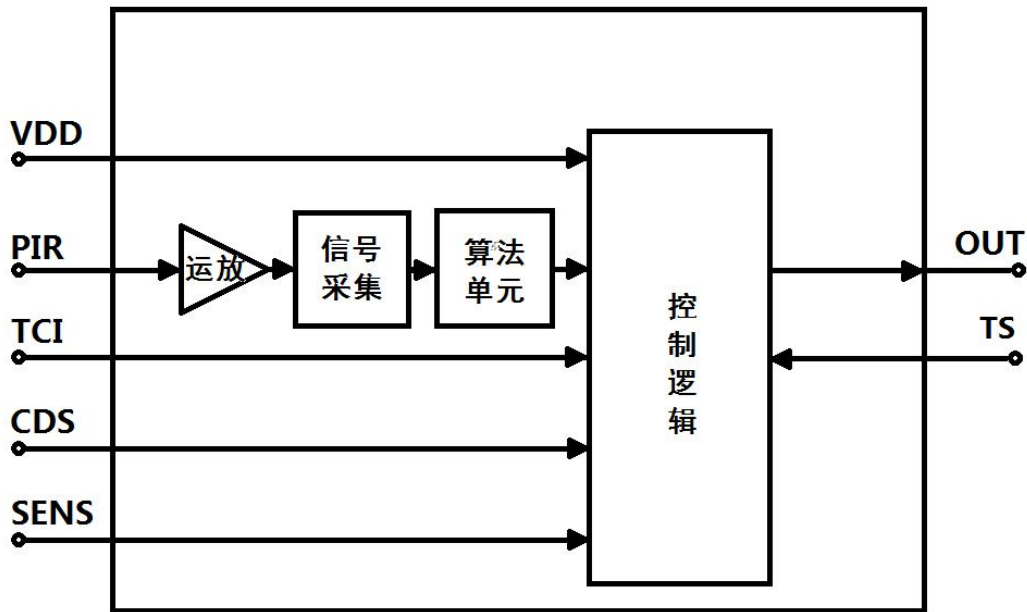 VDD
PIR
运放
信号
采集
算法
单元
OUT
TCI
TS
控
制
逻
辑
CDS
SENS